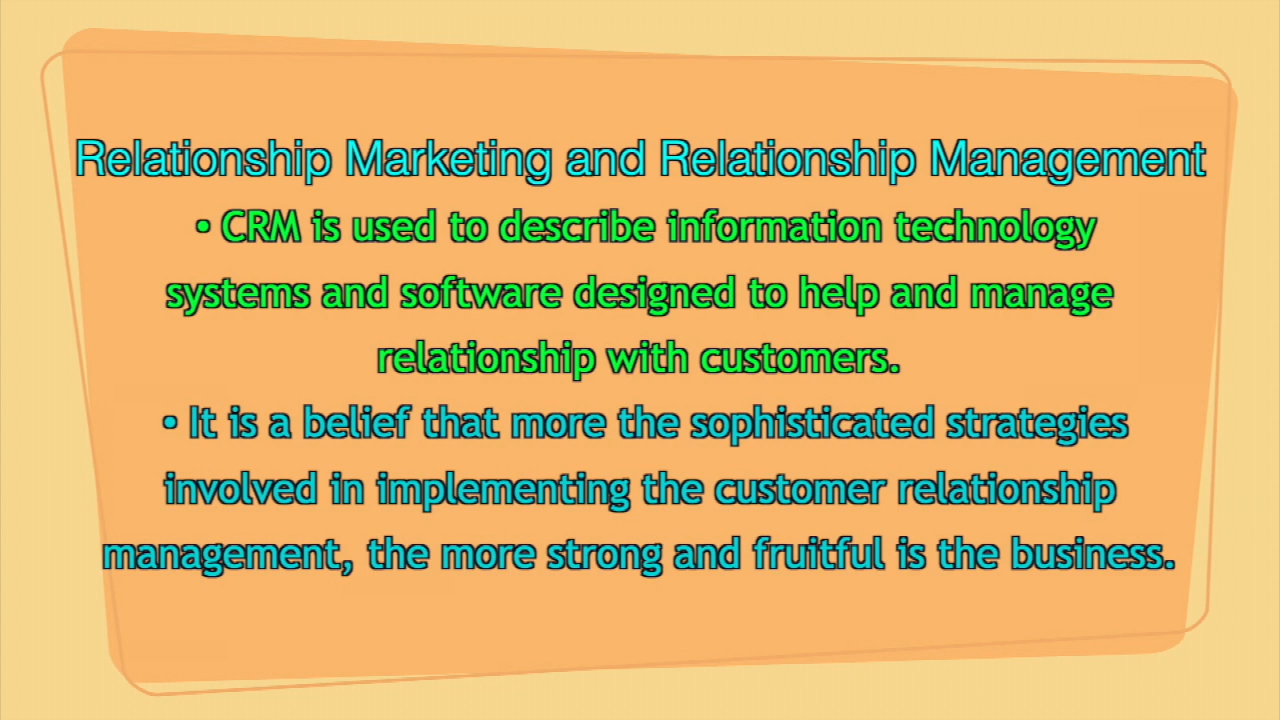 Relationship Marketing and Relationship Management
• CRM is used to describe information technology
systems and software designed to help and manage
relationship with customers.
• It is a belief that more the sophisticated strategies
involved in implementing the customer relationship
management, the more strong and fruitful is the business.